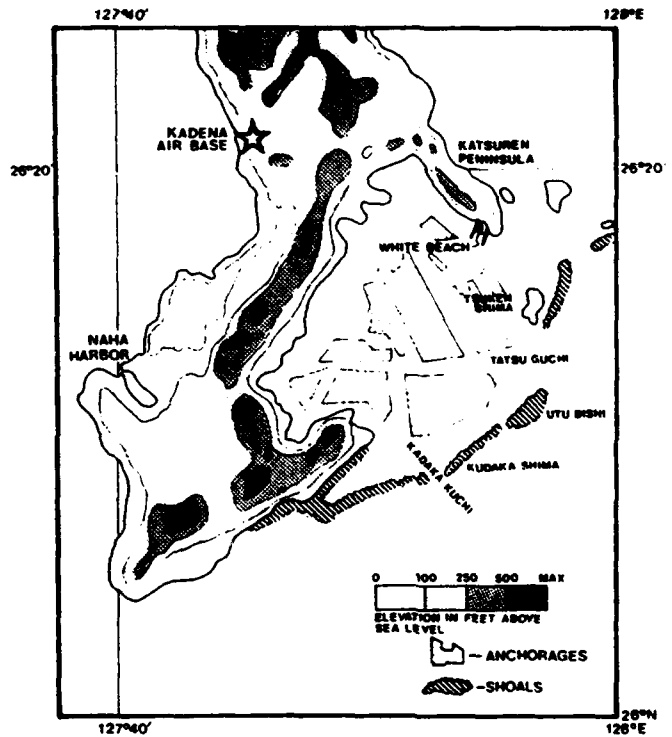 127°40'
128°E
KADENA
AIR BASE
KATSUREN
PENINSULA
26°20'
26°20'
WHITE BEACH
TSUKEN
SHIMA
NAHA
HARBOR
TATSU GUCHI
UTU BISHI
KADAKA KUCHI
KUDAKA SHIMA
0 100 250 500 MAX
ELEVATION IN FEET ABOVE
SEA LEVEL
- ANCHORAGES
- SHOALS
26°N
127°40'
126°E